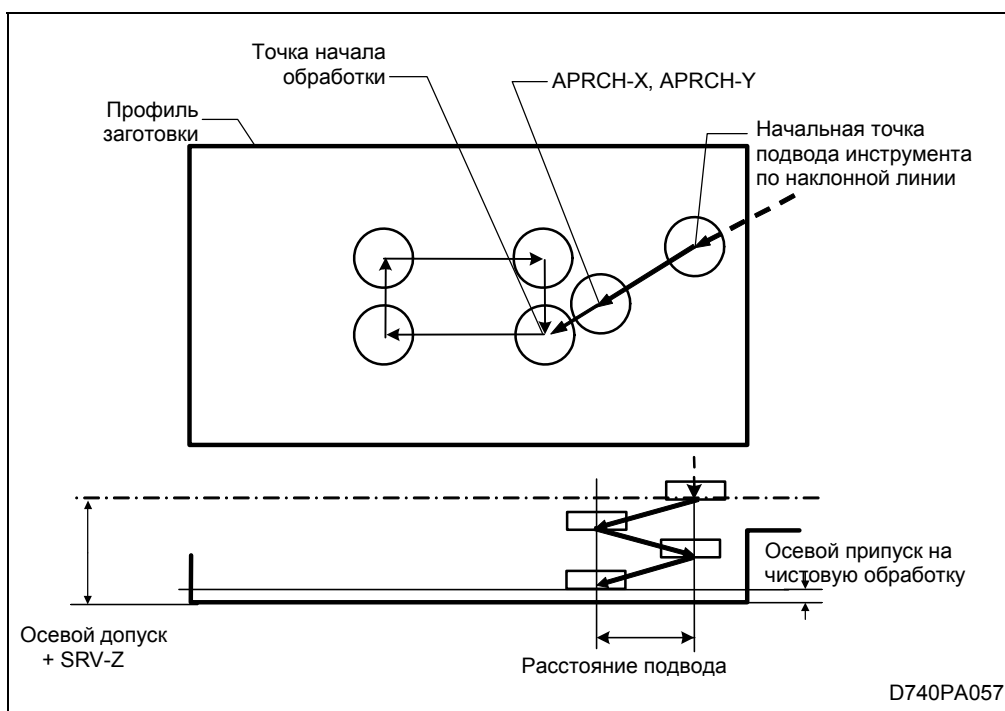 Точка начала
обработки
APRCH-X, APRCH-Y
Профиль
заготовки
Начальная точка
подвода инструмента
по наклонной линии
Осевой припуск на
чистовую обработку
Осевой допуск
+ SRV-Z
Расстояние подвода
D740PA057